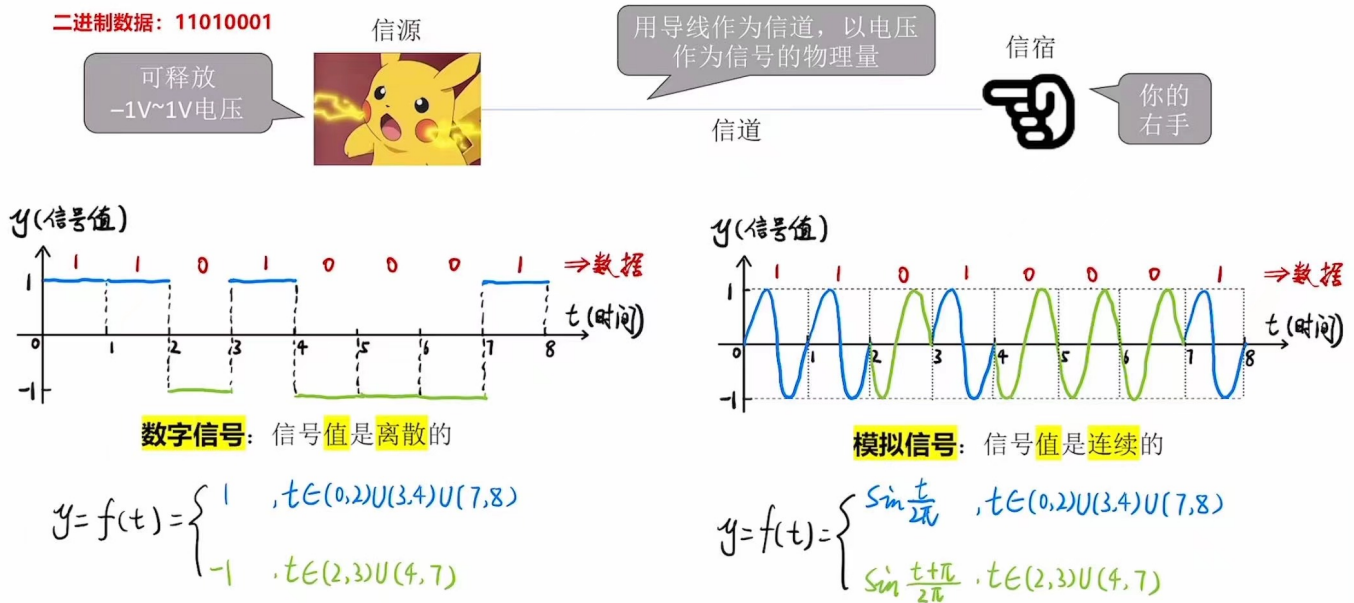 二进制数据：11010001
信源
可释放
–1V~1V电压
用导线作为信道，以电压
作为信号的物理量
信道
信宿
你的
右手
y(信号值)
1 1 0 1 0 0 0 1 ⇒数据
1
t(时间)
0 1 2 3 4 5 6 7 8
-1
数字信号：信号值是离散的
y=f(t)={
1 , t∈(0,2)∪(3,4)∪(7,8)
-1 , t∈(2,3)∪(4,7)
y(信号值)
1 1 0 1 0 0 0 1 ⇒数据
1
t(时间)
0 1 2 3 4 5 6 7 8
-1
模拟信号：信号值是连续的
y=f(t)={
sin t/2π , t∈(0,2)∪(3,4)∪(7,8)
sin t+π/2π , t∈(2,3)∪(4,7)